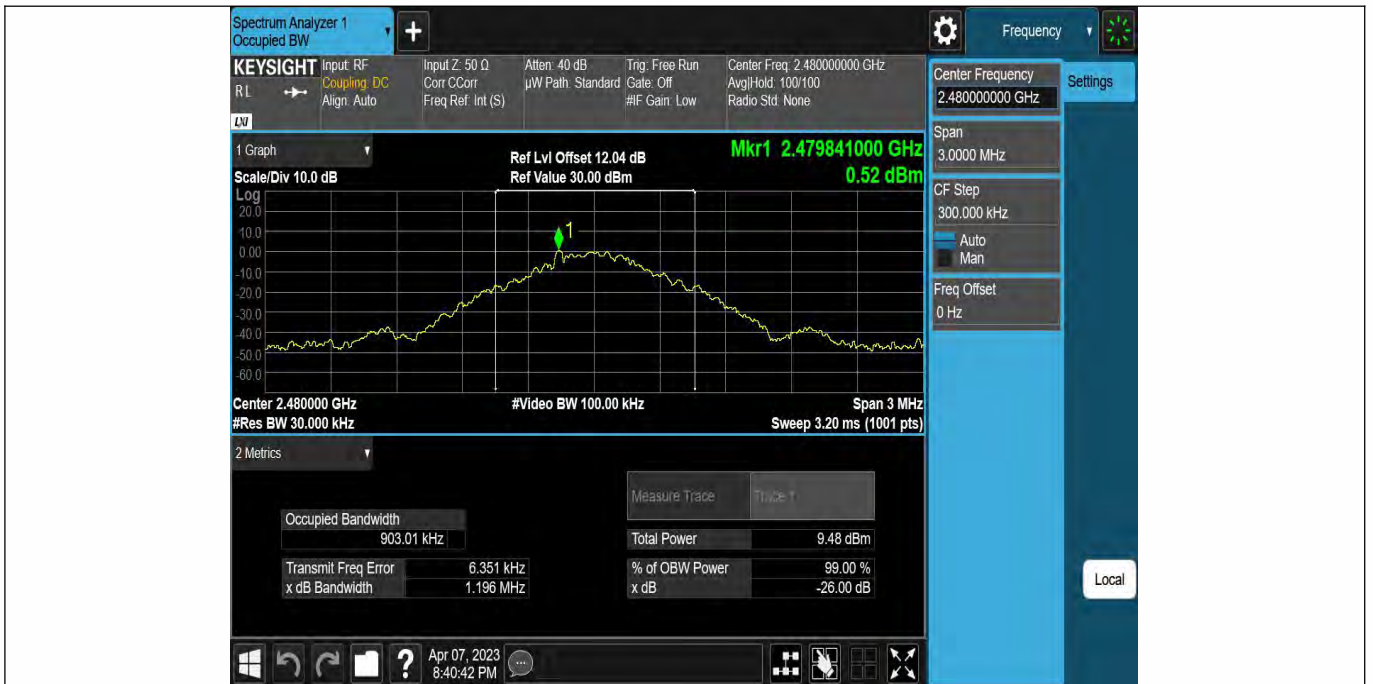 Spectrum Analyzer 1
Occupied BW
+
Frequency
KEYSIGHT
RL
LXI
Input: RF
Coupling: DC
Align: Auto
Input Z: 50 Ω
Corr CCorr
Freq Ref: Int (S)
Atten: 40 dB
µW Path: Standard
Trig: Free Run
Gate: Off
#IF Gain: Low
Center Freq: 2.480000000 GHz
Avg|Hold: 100/100
Radio Std: None
Center Frequency
2.480000000 GHz
Settings
Span
3.0000 MHz
CF Step
300.000 kHz
Auto
Man
Freq Offset
0 Hz
Local
1 Graph
Scale/Div 10.0 dB
Ref Lvl Offset 12.04 dB
Ref Value 30.00 dBm
Mkr1 2.479841000 GHz
0.52 dBm
Log
20.0
10.0
0.00
-10.0
-20.0
-30.0
-40.0
-50.0
-60.0
1
Center 2.480000 GHz
#Video BW 100.00 kHz
Span 3 MHz
#Res BW 30.000 kHz
Sweep 3.20 ms (1001 pts)
2 Metrics
Measure Trace
Trace 1
Occupied Bandwidth
903.01 kHz
Total Power
9.48 dBm
Transmit Freq Error
6.351 kHz
% of OBW Power
99.00 %
x dB Bandwidth
1.196 MHz
x dB
-26.00 dB
?
Apr 07, 2023
8:40:42 PM